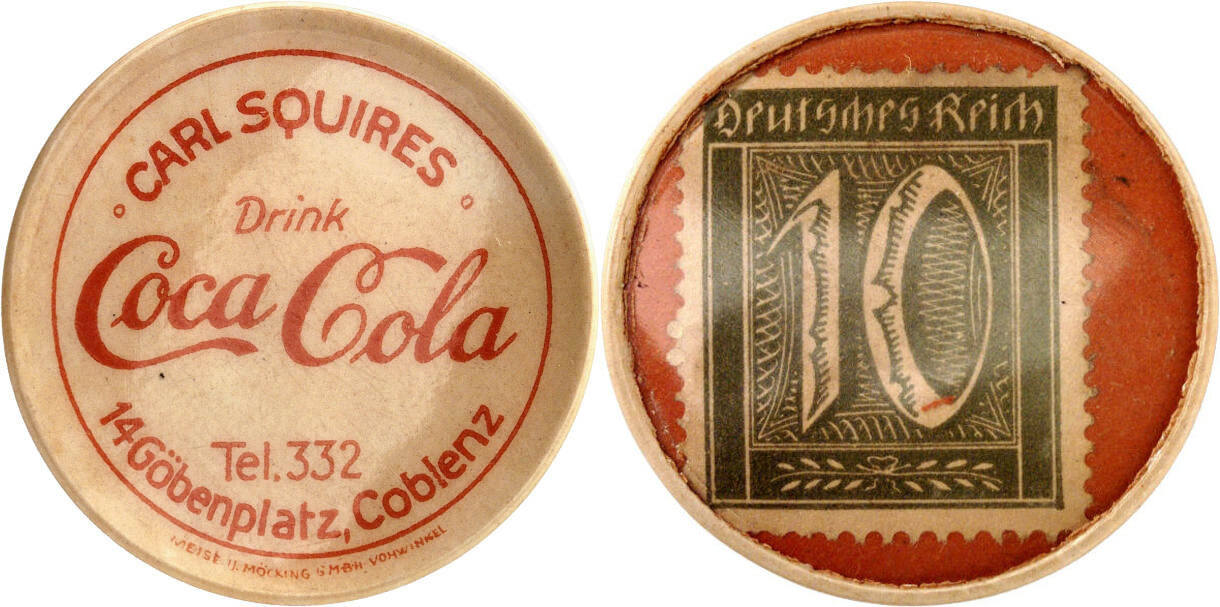 CARL SQUIRES
Drink
Coca Cola
Tel. 332
14 Göbenplatz, Coblenz
MEISE U. MÖCKING G.M.B.H. VOHWINKEL
Deutsches Reich
10